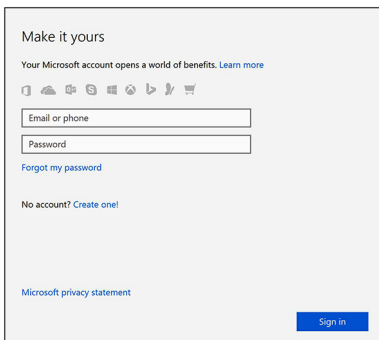 Make it yours
Your Microsoft account opens a world of benefits. Learn more
Email or phone
Password
Forgot my password
No account? Create one!
Microsoft privacy statement
Sign in